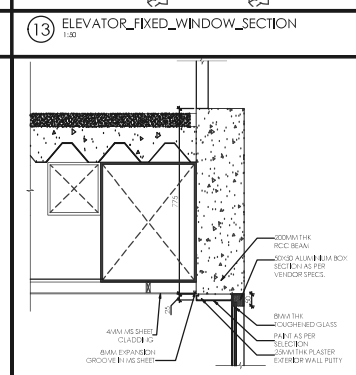 13 ELEVATOR_FIXED_WINDOW_SECTION
1:50
775
200MM THK
RCC BEAM
50X50 ALUMINIUM BOX
SECTION AS PER
VENDOR SPECS.
50
75
8MM THK
TOUGHENED GLASS
4MM MS SHEET
CLADDING
PAINT AS PER
SELECTION
8MM EXPANSION
GROOVE IN MS SHEET
25MM THK PLASTER
EXTERIOR WALL PUTTY